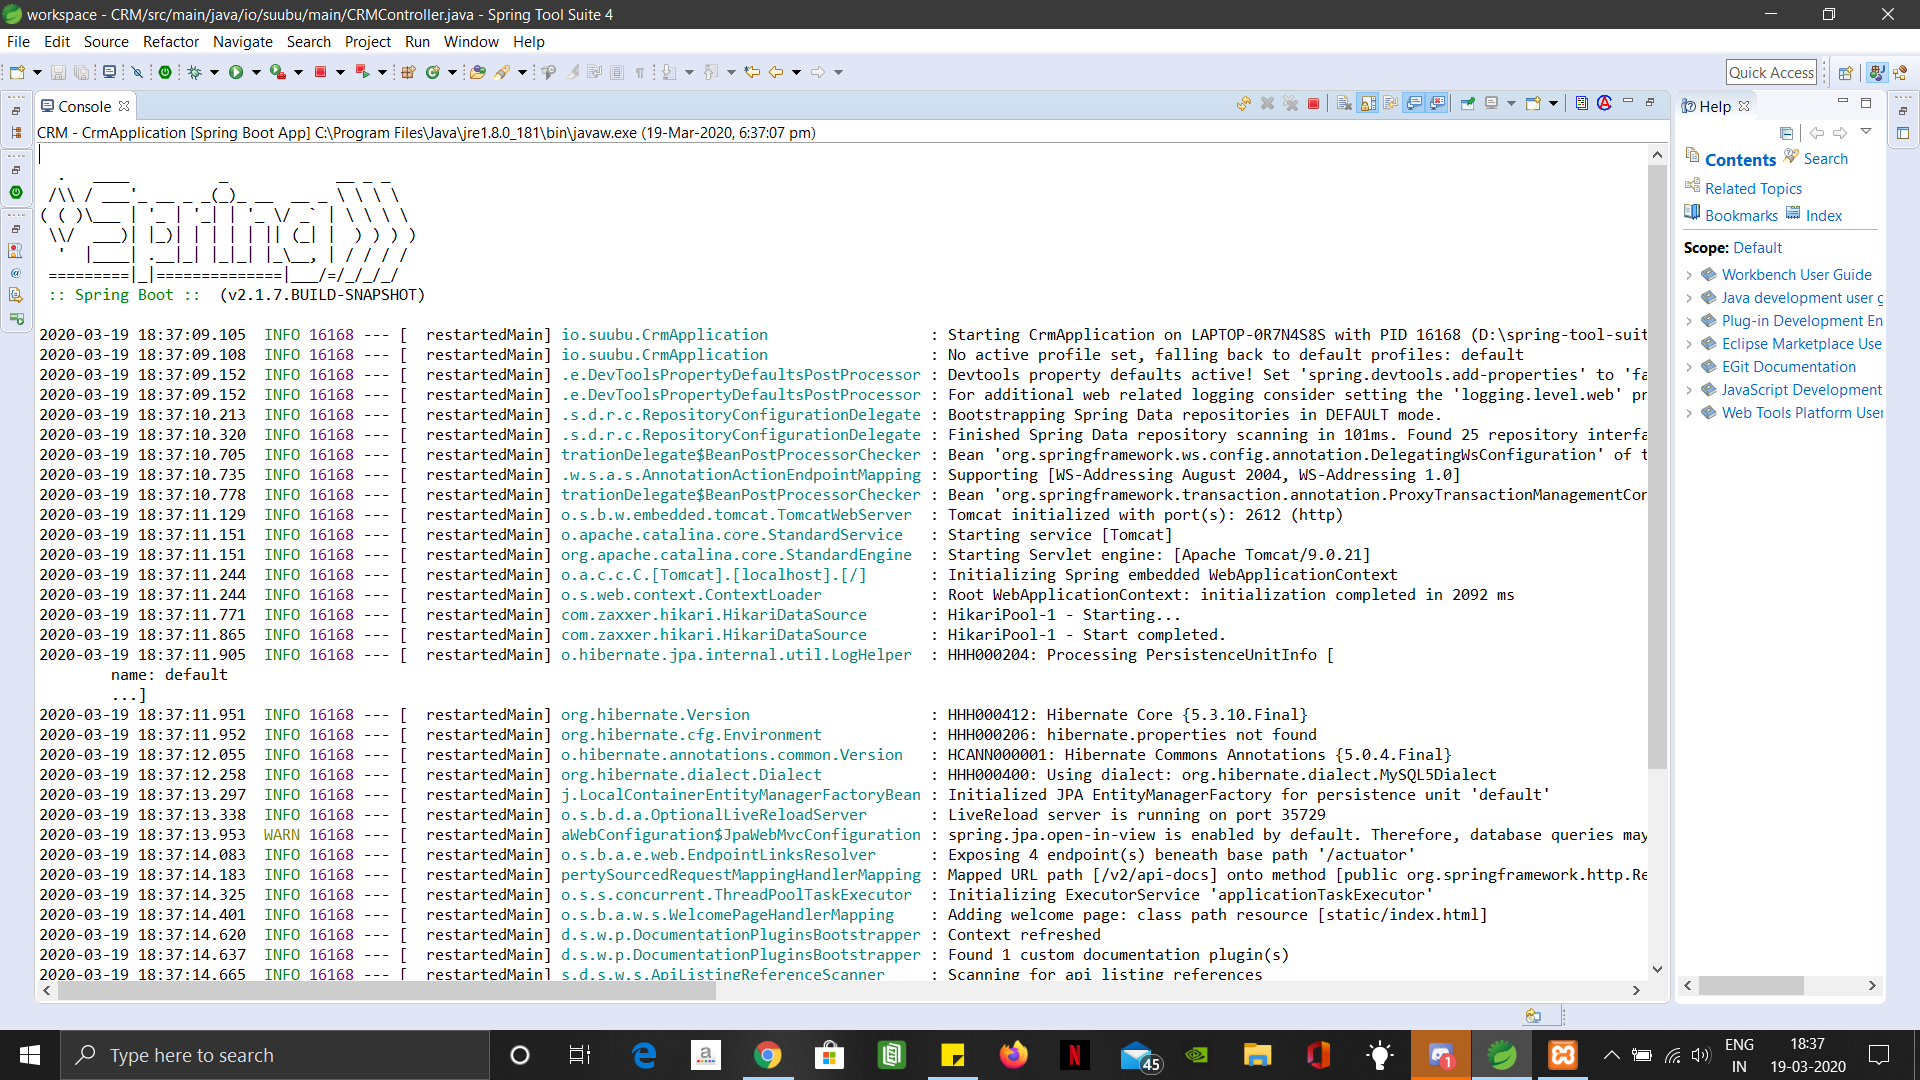 workspace - CRM/src/main/java/io/suubu/main/CRMController.java - Spring Tool Suite 4
File Edit Source Refactor Navigate Search Project Run Window Help
Quick Access
Console
CRM - CrmApplication [Spring Boot App] C:\Program Files\Java\jre1.8.0_181\bin\javaw.exe (19-Mar-2020, 6:37:07 pm)
Spring
:: Spring Boot :: (v2.1.7.BUILD-SNAPSHOT)
2020-03-19 18:37:09.105 INFO 16168 --- [ restartedMain] io.suubu.CrmApplication : Starting CrmApplication on LAPTOP-0R7N4S8S with PID 16168 (D:\spring-tool-suit
2020-03-19 18:37:09.108 INFO 16168 --- [ restartedMain] io.suubu.CrmApplication : No active profile set, falling back to default profiles: default
2020-03-19 18:37:09.152 INFO 16168 --- [ restartedMain] .e.DevToolsPropertyDefaultsPostProcessor : Devtools property defaults active! Set 'spring.devtools.add-properties' to 'fa
2020-03-19 18:37:09.152 INFO 16168 --- [ restartedMain] .e.DevToolsPropertyDefaultsPostProcessor : For additional web related logging consider setting the 'logging.level.web' pr
2020-03-19 18:37:10.213 INFO 16168 --- [ restartedMain] .s.d.r.c.RepositoryConfigurationDelegate : Bootstrapping Spring Data repositories in DEFAULT mode.
2020-03-19 18:37:10.320 INFO 16168 --- [ restartedMain] .s.d.r.c.RepositoryConfigurationDelegate : Finished Spring Data repository scanning in 101ms. Found 25 repository interfa
2020-03-19 18:37:10.705 INFO 16168 --- [ restartedMain] trationDelegate$BeanPostProcessorChecker : Bean 'org.springframework.ws.config.annotation.DelegatingWsConfiguration' of t
2020-03-19 18:37:10.735 INFO 16168 --- [ restartedMain] .w.s.a.s.AnnotationActionEndpointMapping : Supporting [WS-Addressing August 2004, WS-Addressing 1.0]
2020-03-19 18:37:10.778 INFO 16168 --- [ restartedMain] trationDelegate$BeanPostProcessorChecker : Bean 'org.springframework.transaction.annotation.ProxyTransactionManagementCon
2020-03-19 18:37:11.129 INFO 16168 --- [ restartedMain] o.s.b.w.embedded.tomcat.TomcatWebServer : Tomcat initialized with port(s): 2612 (http)
2020-03-19 18:37:11.151 INFO 16168 --- [ restartedMain] o.apache.catalina.core.StandardService : Starting service [Tomcat]
2020-03-19 18:37:11.151 INFO 16168 --- [ restartedMain] org.apache.catalina.core.StandardEngine : Starting Servlet engine: [Apache Tomcat/9.0.21]
2020-03-19 18:37:11.244 INFO 16168 --- [ restartedMain] o.a.c.c.C.[Tomcat].[localhost].[/] : Initializing Spring embedded WebApplicationContext
2020-03-19 18:37:11.244 INFO 16168 --- [ restartedMain] o.s.web.context.ContextLoader : Root WebApplicationContext: initialization completed in 2092 ms
2020-03-19 18:37:11.771 INFO 16168 --- [ restartedMain] com.zaxxer.hikari.HikariDataSource : HikariPool-1 - Starting...
2020-03-19 18:37:11.865 INFO 16168 --- [ restartedMain] com.zaxxer.hikari.HikariDataSource : HikariPool-1 - Start completed.
2020-03-19 18:37:11.905 INFO 16168 --- [ restartedMain] o.hibernate.jpa.internal.util.LogHelper : HHH000204: Processing PersistenceUnitInfo [
name: default
...]
2020-03-19 18:37:11.951 INFO 16168 --- [ restartedMain] org.hibernate.Version : HHH000412: Hibernate Core {5.3.10.Final}
2020-03-19 18:37:11.952 INFO 16168 --- [ restartedMain] org.hibernate.cfg.Environment : HHH000206: hibernate.properties not found
2020-03-19 18:37:12.055 INFO 16168 --- [ restartedMain] o.hibernate.annotations.common.Version : HCANN000001: Hibernate Commons Annotations {5.0.4.Final}
2020-03-19 18:37:12.258 INFO 16168 --- [ restartedMain] org.hibernate.dialect.Dialect : HHH000400: Using dialect: org.hibernate.dialect.MySQL5Dialect
2020-03-19 18:37:13.297 INFO 16168 --- [ restartedMain] j.LocalContainerEntityManagerFactoryBean : Initialized JPA EntityManagerFactory for persistence unit 'default'
2020-03-19 18:37:13.338 INFO 16168 --- [ restartedMain] o.s.b.d.a.OptionalLiveReloadServer : LiveReload server is running on port 35729
2020-03-19 18:37:13.953 WARN 16168 --- [ restartedMain] aWebConfiguration$JpaWebMvcConfiguration : spring.jpa.open-in-view is enabled by default. Therefore, database queries may
2020-03-19 18:37:14.083 INFO 16168 --- [ restartedMain] o.s.b.a.e.web.EndpointLinksResolver : Exposing 4 endpoint(s) beneath base path '/actuator'
2020-03-19 18:37:14.183 INFO 16168 --- [ restartedMain] pertySourcedRequestMappingHandlerMapping : Mapped URL path [/v2/api-docs] onto method [public org.springframework.http.Re
2020-03-19 18:37:14.325 INFO 16168 --- [ restartedMain] o.s.s.concurrent.ThreadPoolTaskExecutor : Initializing ExecutorService 'applicationTaskExecutor'
2020-03-19 18:37:14.401 INFO 16168 --- [ restartedMain] o.s.b.a.w.s.WelcomePageHandlerMapping : Adding welcome page: class path resource [static/index.html]
2020-03-19 18:37:14.620 INFO 16168 --- [ restartedMain] d.s.w.p.DocumentationPluginsBootstrapper : Context refreshed
2020-03-19 18:37:14.637 INFO 16168 --- [ restartedMain] d.s.w.p.DocumentationPluginsBootstrapper : Found 1 custom documentation plugin(s)
2020-03-19 18:37:14.665 INFO 16168 --- [ restartedMain] s.d.s.w.s.ApiListingReferenceScanner : Scanning for api listing references
Help
Contents Search
Related Topics
Bookmarks Index
Scope: Default
Workbench User Guide
Java development user g
Plug-in Development En
Eclipse Marketplace Use
EGit Documentation
JavaScript Development
Web Tools Platform User
Type here to search
45
1
ENG
IN
18:37
19-03-2020